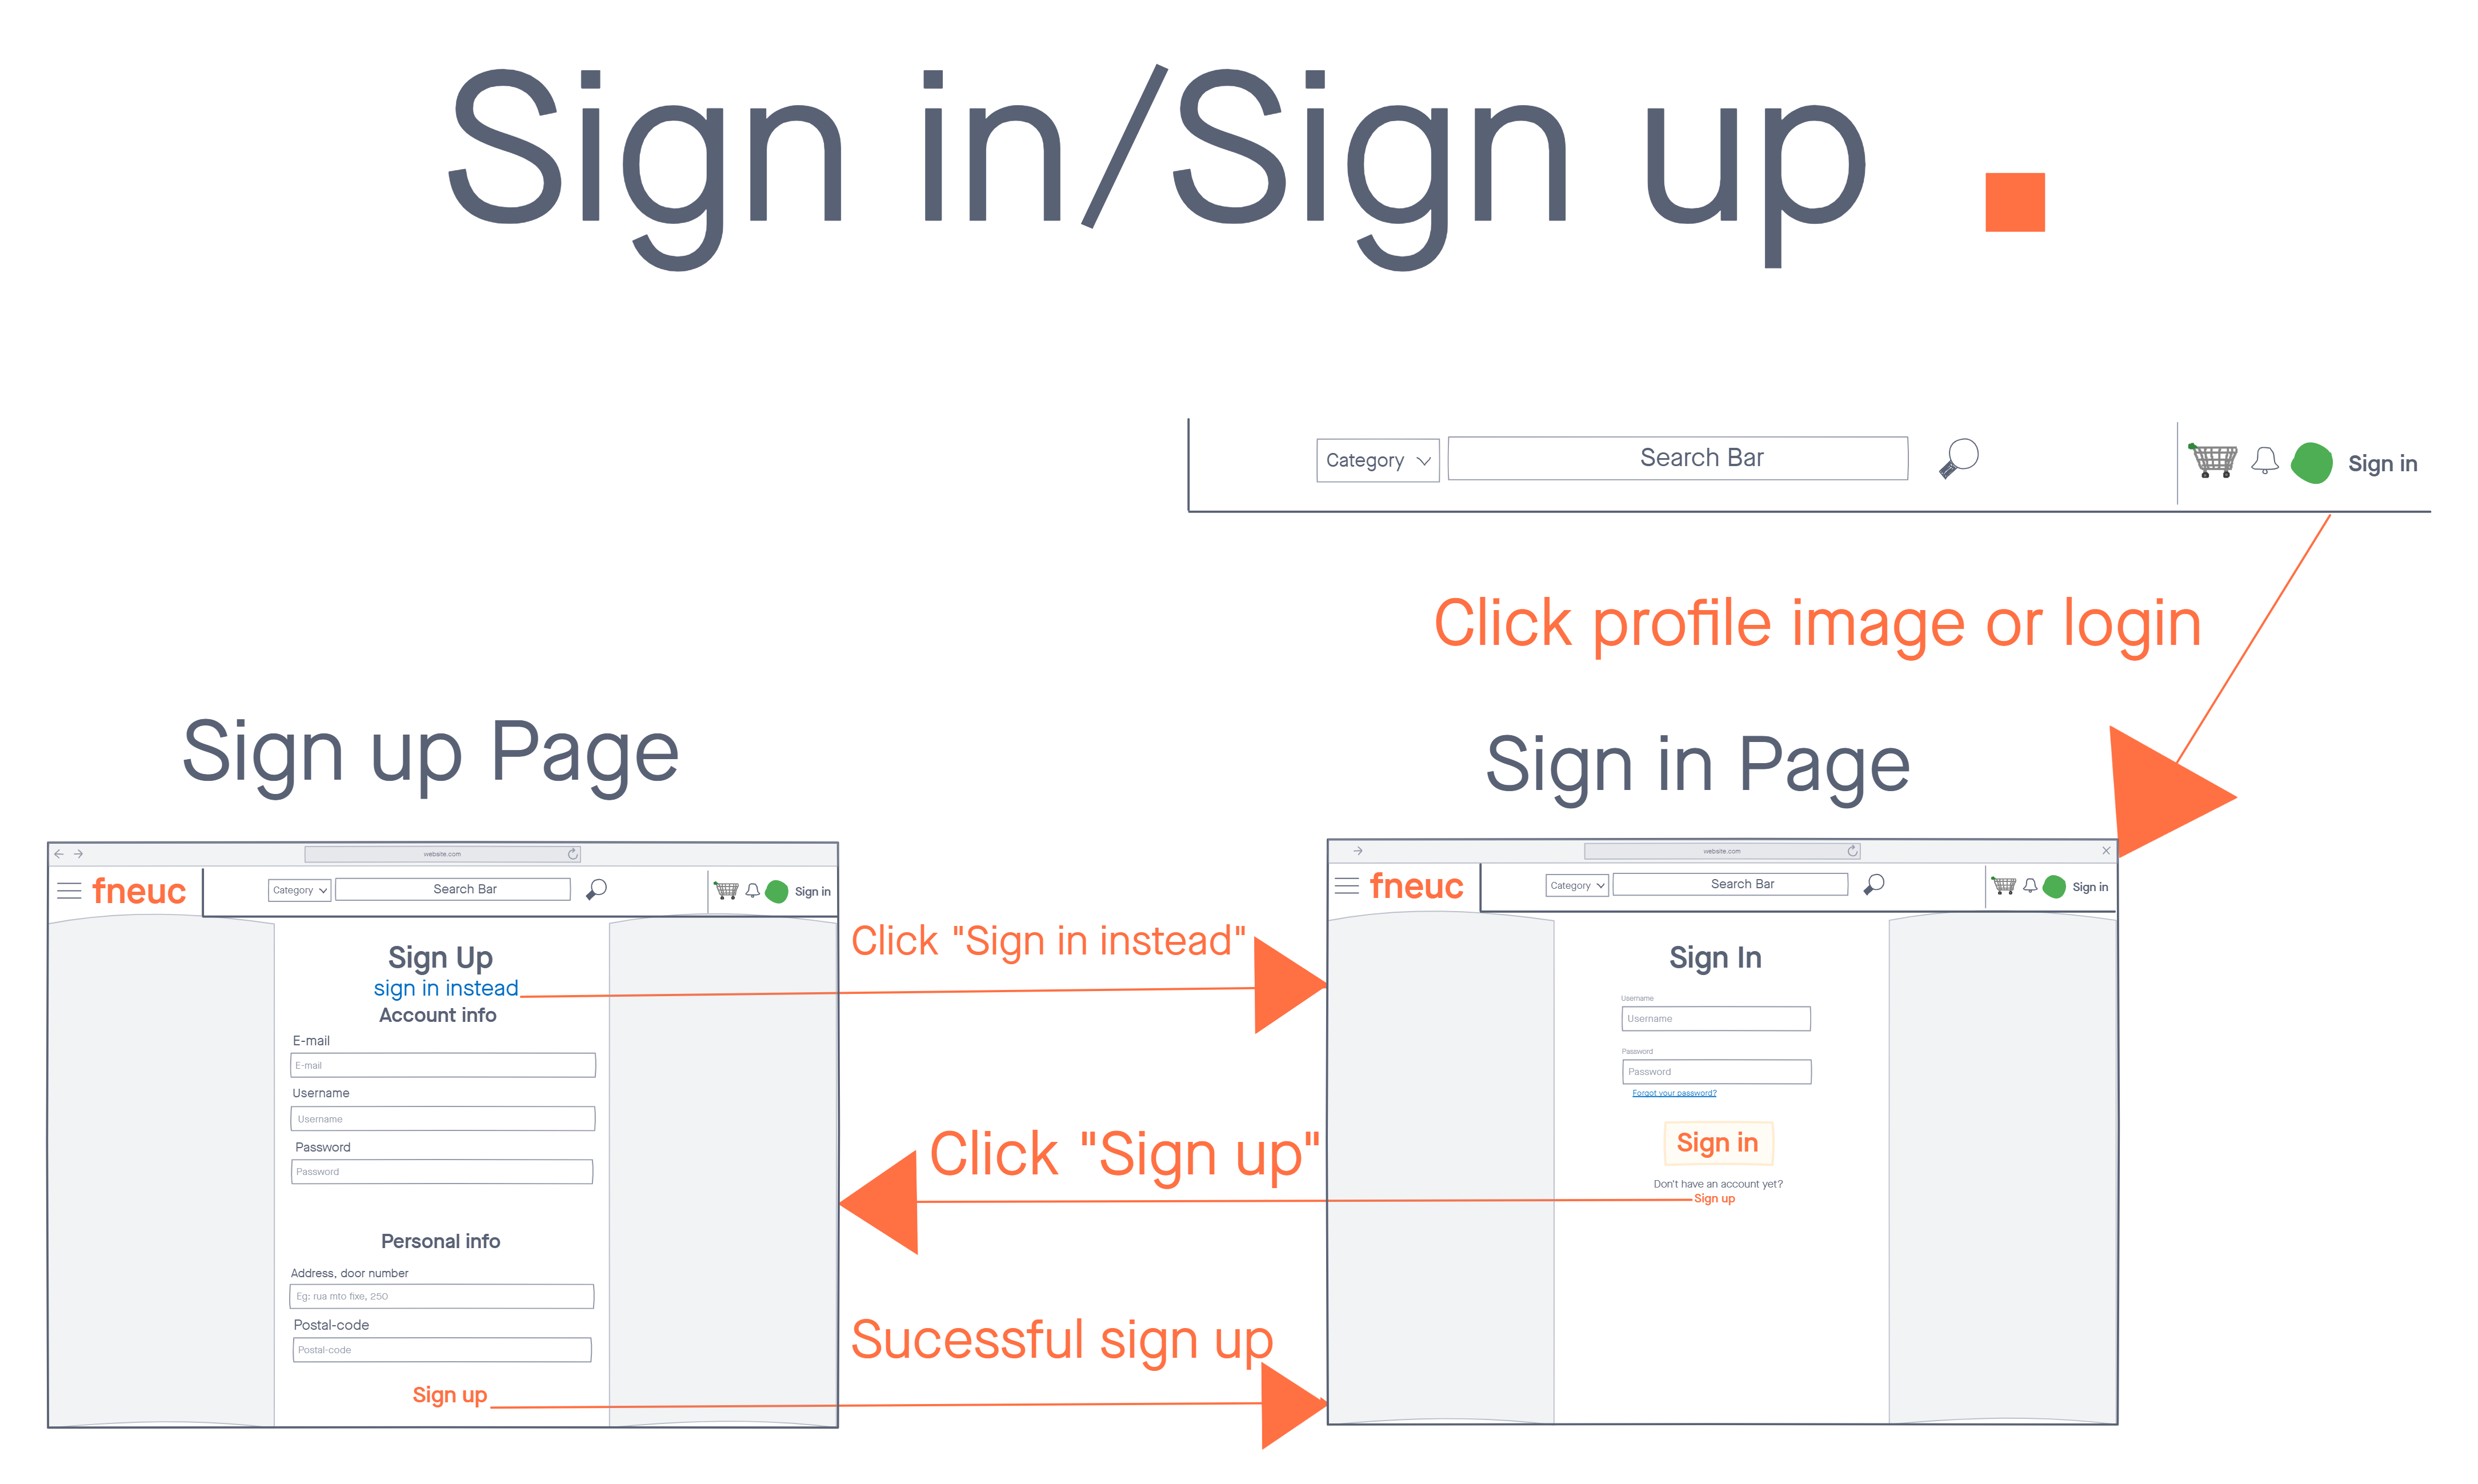 Sign in/Sign up
Category
Search Bar
Sign in
Click profile image or login
Sign up Page
Sign in Page
website.com
fneuc
Category
Search Bar
Sign in
Sign Up
sign in instead
Account info
E-mail
E-mail
Username
Username
Password
Password
Personal info
Address, door number
Eg: rua mto fixe, 250
Postal-code
Postal-code
Sign up
Click "Sign in instead"
Click "Sign up"
Sucessful sign up
website.com
fneuc
Category
Search Bar
Sign in
Sign In
Username
Username
Password
Password
Forgot your password?
Sign in
Don't have an account yet?
Sign up